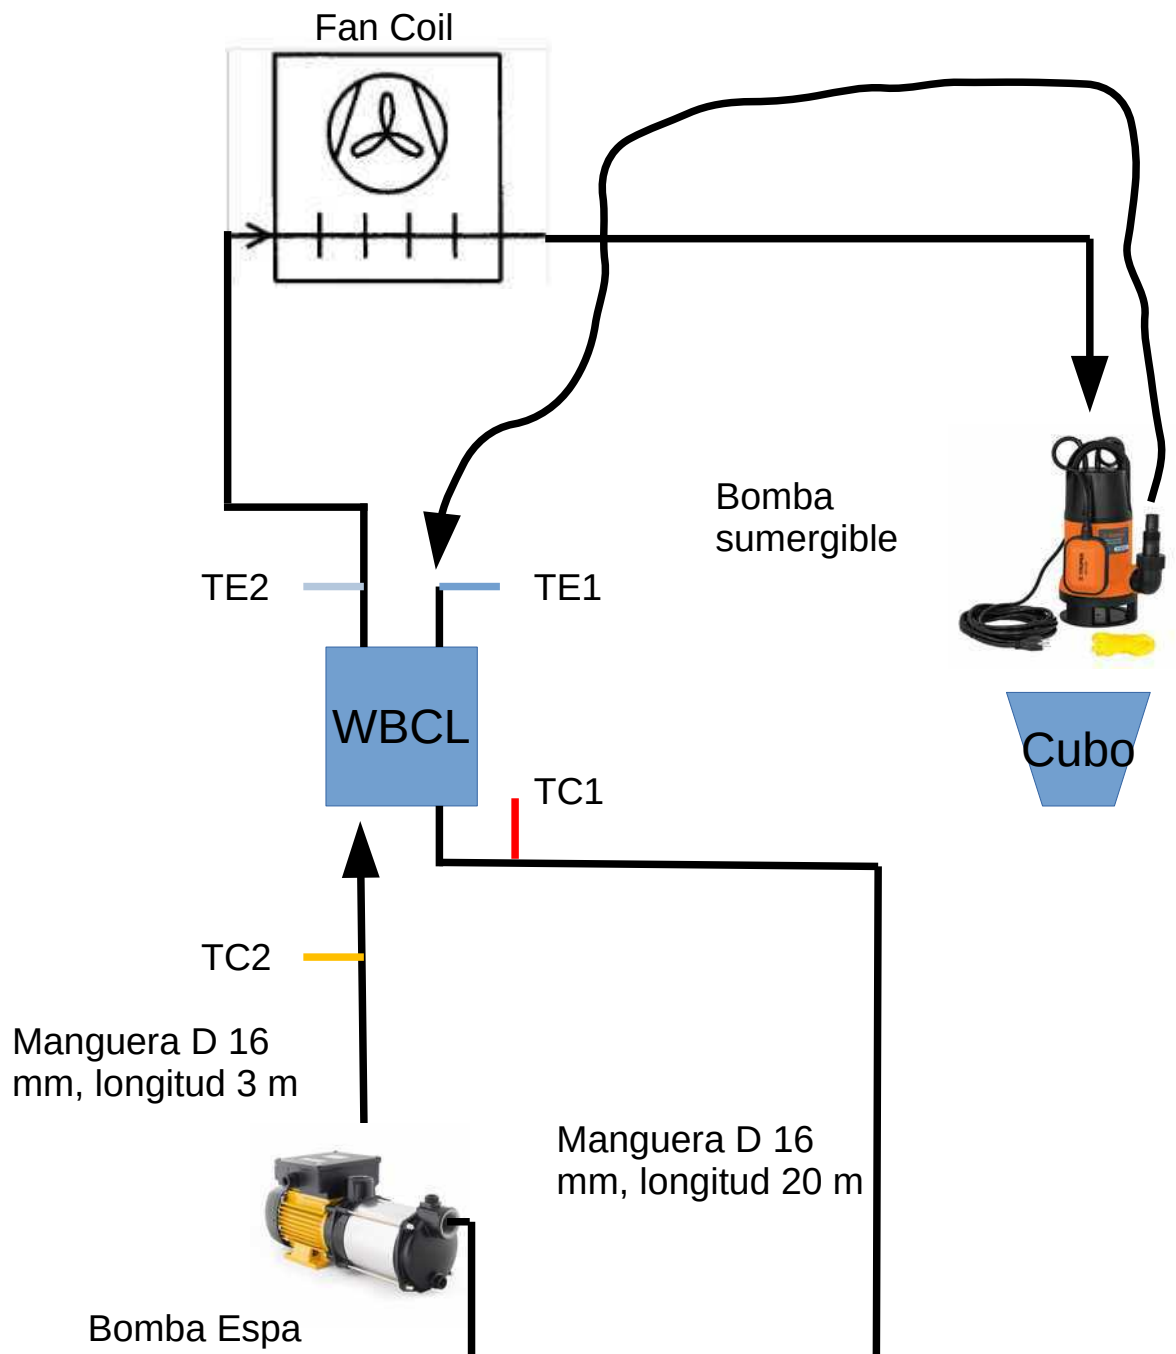 Fan Coil
Bomba
sumergible
TE2
TE1
WBCL
Cubo
TC1
TC2
Manguera D 16
mm, longitud 3 m
Manguera D 16
mm, longitud 20 m
Bomba Espa